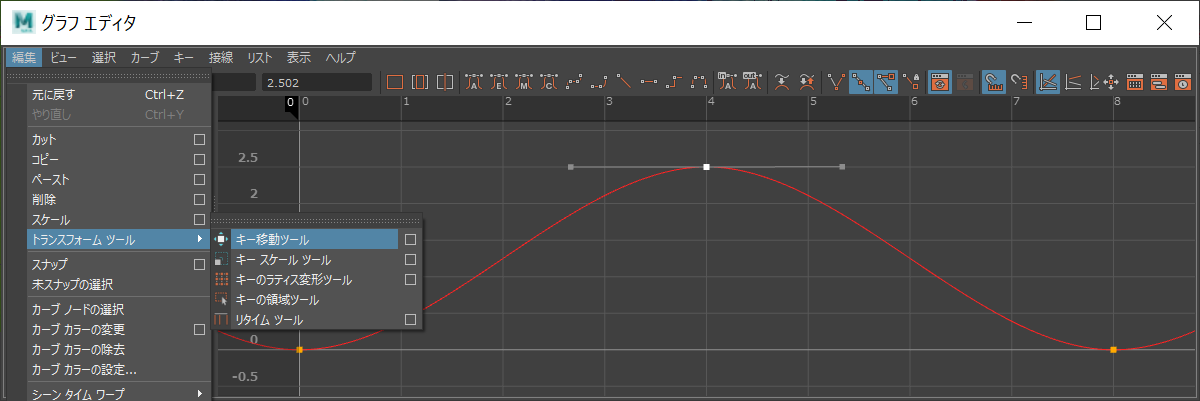 グラフ エディタ
編集 ビュー 選択 カーブ キー 接線 リスト 表示 ヘルプ
2.502
元に戻す Ctrl+Z
やり直し Ctrl+Y
カット
コピー
ペースト
削除
スケール
トランスフォーム ツール
スナップ
未スナップの選択
カーブ ノードの選択
カーブ カラーの変更
カーブ カラーの除去
カーブ カラーの設定...
シーン タイム ワープ
キー移動ツール
キー スケール ツール
キーのラティス変形ツール
キーの領域ツール
リタイム ツール
0 0 1 2 3 4 5 6 7 8
2.5
2
0
-0.5